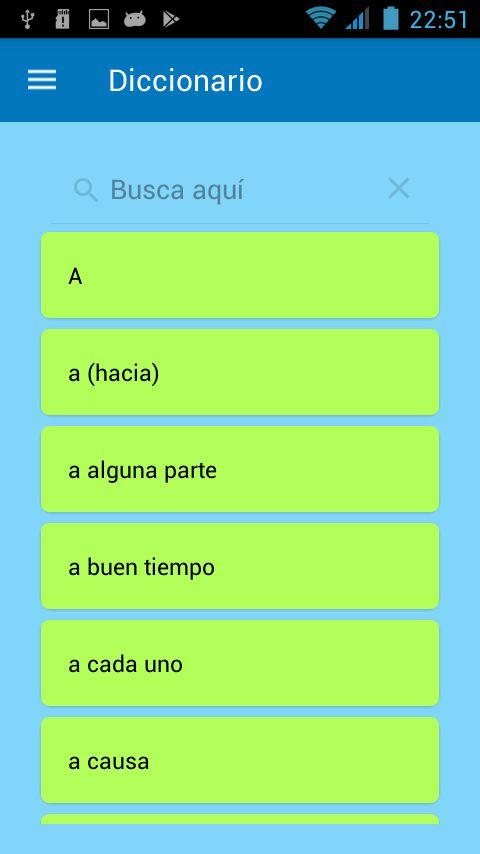 22:51
Diccionario
Busca aquí
A
a (hacia)
a alguna parte
a buen tiempo
a cada uno
a causa